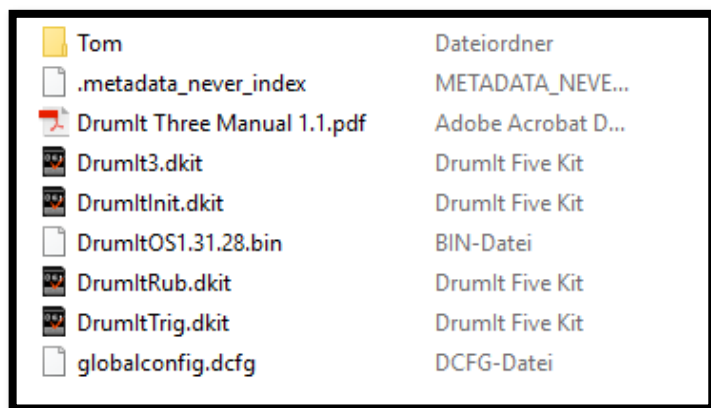 Tom Dateiordner
.metadata_never_index METADATA_NEVE...
DrumIt Three Manual 1.1.pdf Adobe Acrobat D...
DrumIt3.dkit DrumIt Five Kit
DrumItInit.dkit DrumIt Five Kit
DrumItOS1.31.28.bin BIN-Datei
DrumItRub.dkit DrumIt Five Kit
DrumItTrig.dkit DrumIt Five Kit
globalconfig.dcfg DCFG-Datei